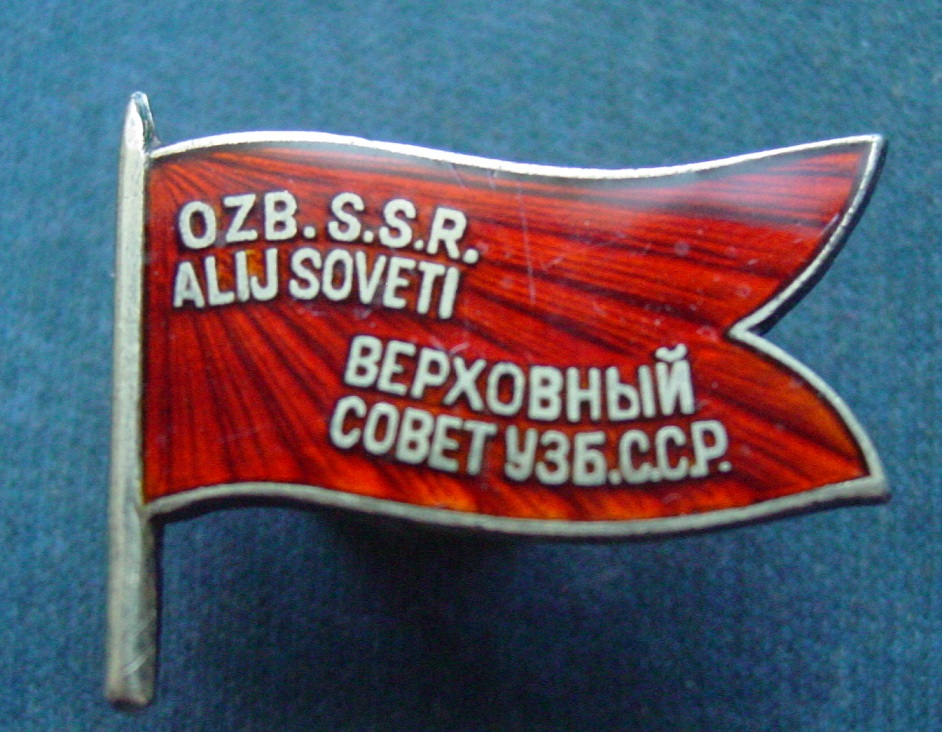 OZB. S.S.R.
ALIJ SOVETI
ВЕРХОВНЫЙ
СОВЕТ УЗБ.С.С.Р.